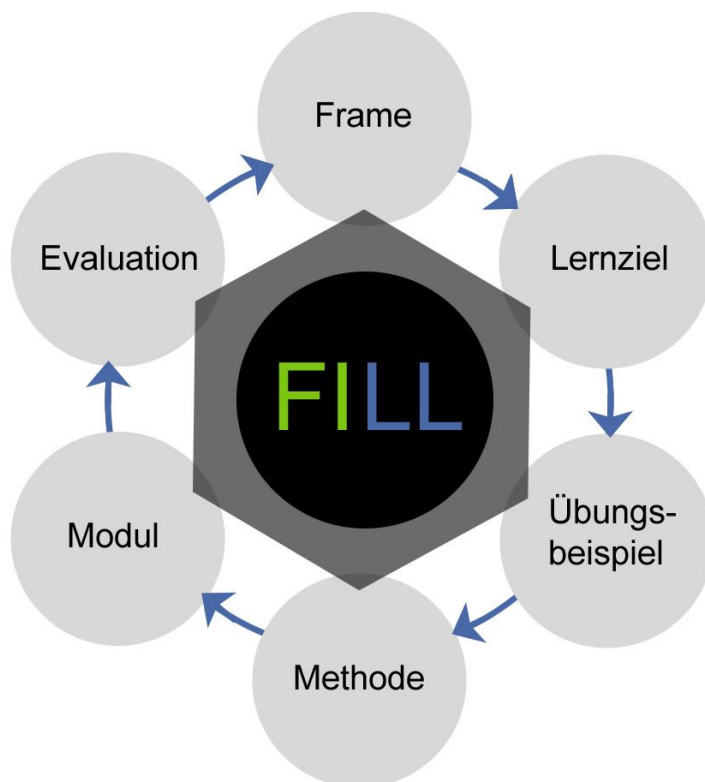 Frame
Lernziel
Übungs-
beispiel
Methode
Modul
Evaluation
FILL